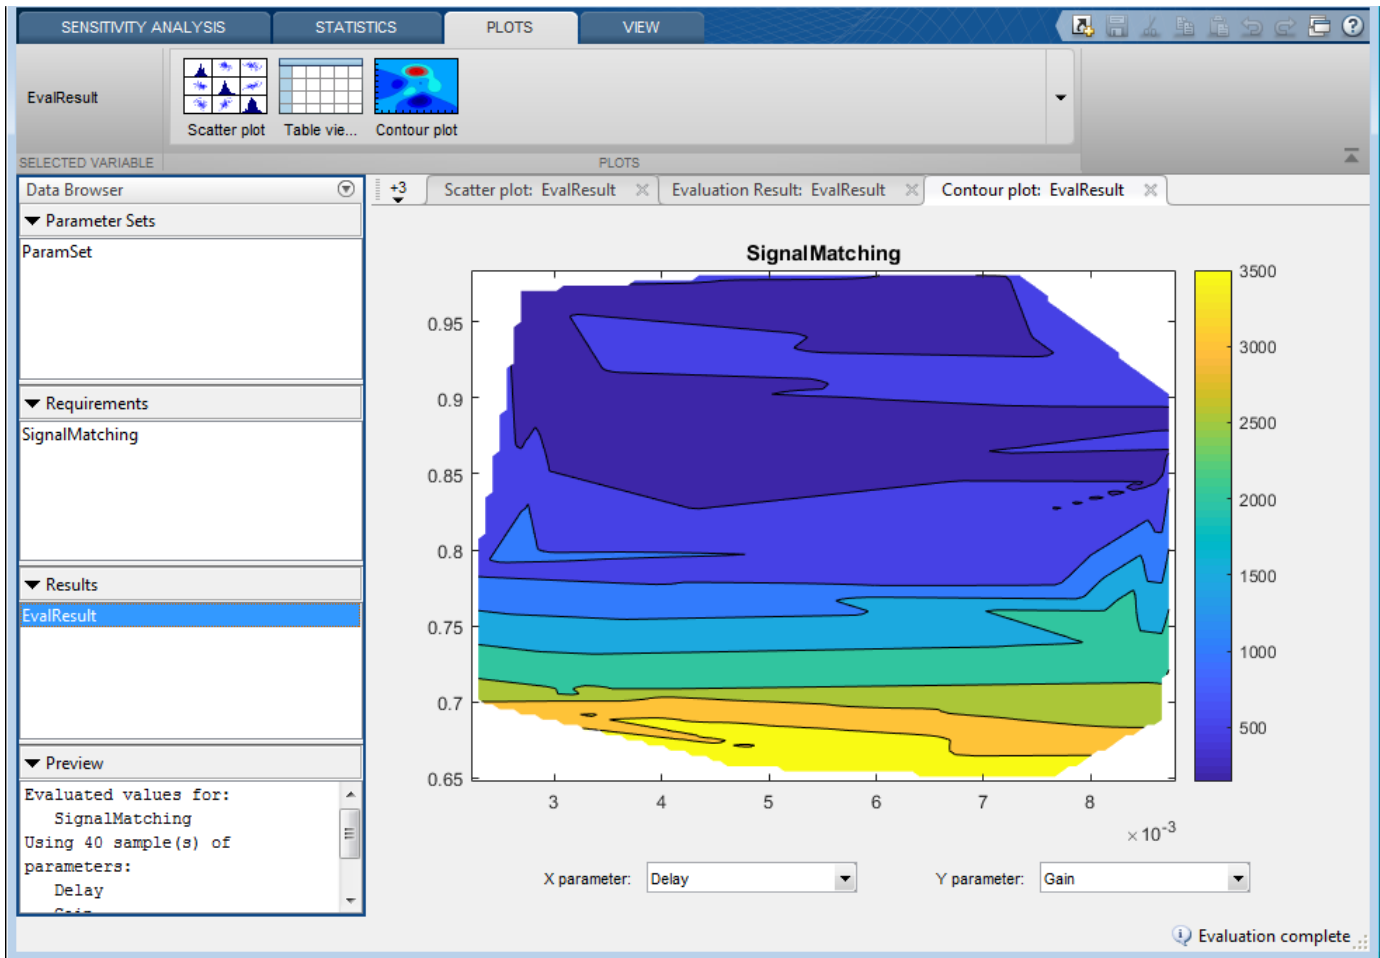 SENSITIVITY ANALYSIS STATISTICS PLOTS VIEW
EvalResult
Scatter plot Table vie... Contour plot
SELECTED VARIABLE PLOTS
Data Browser
Parameter Sets
ParamSet
Requirements
SignalMatching
Results
EvalResult
Preview
Evaluated values for:
SignalMatching
Using 40 sample(s) of
parameters:
Delay
+3 Scatter plot: EvalResult Evaluation Result: EvalResult Contour plot: EvalResult
SignalMatching
0.95
0.9
0.85
0.8
0.75
0.7
0.65
3 4 5 6 7 8
×10-3
3500
3000
2500
2000
1500
1000
500
X parameter: Delay Y parameter: Gain
Evaluation complete